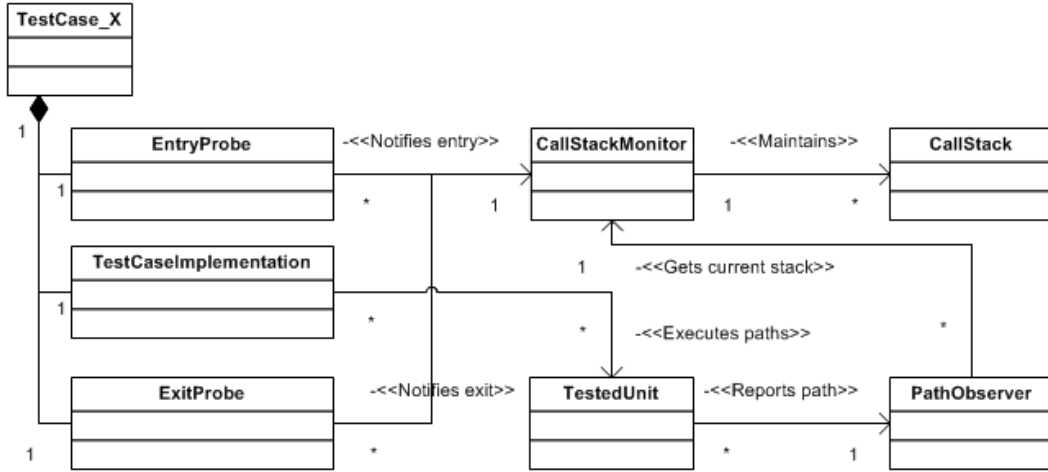 TestCase_X
1
EntryProbe
-<<Notifies entry>>
CallStackMonitor
-<<Maintains>>
CallStack
1
*
1
1
*
TestCaseImplementation
1
-<<Gets current stack>>
1
*
*
-<<Executes paths>>
*
ExitProbe
-<<Notifies exit>>
TestedUnit
-<<Reports path>>
PathObserver
1
*
*
1